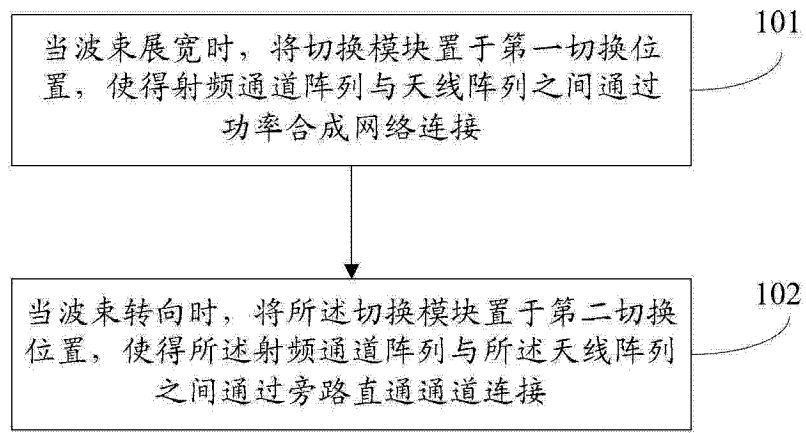 当波束展宽时，将切换模块置于第一切换位
置，使得射频通道阵列与天线阵列之间通过
功率合成网络连接
101
当波束转向时，将所述切换模块置于第二切换
位置，使得所述射频通道阵列与所述天线阵列
之间通过旁路直通通道连接
102